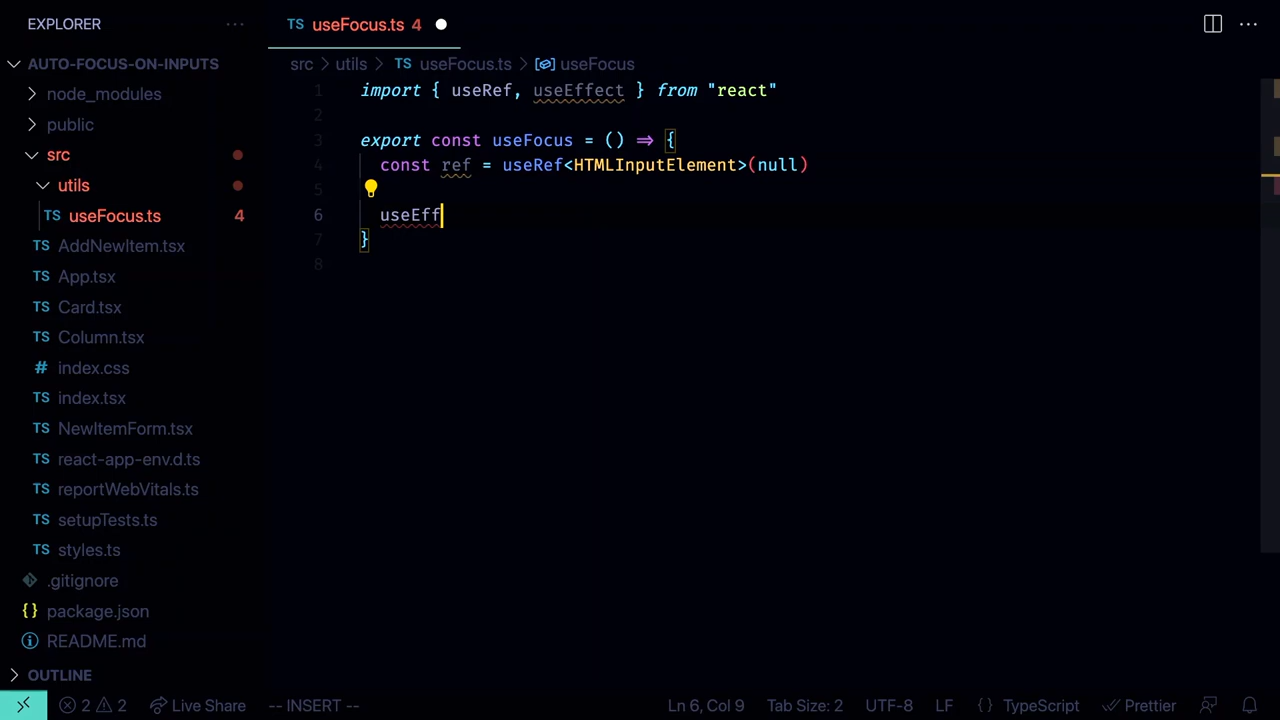 EXPLORER ···
AUTO-FOCUS-ON-INPUTS
node_modules
public
src
utils
TS useFocus.ts 4
TS AddNewItem.tsx
TS App.tsx
TS Card.tsx
TS Column.tsx
# index.css
TS index.tsx
TS NewItemForm.tsx
TS react-app-env.d.ts
TS reportWebVitals.ts
TS setupTests.ts
TS styles.ts
.gitignore
{} package.json
README.md
OUTLINE
TS useFocus.ts 4
src > utils > TS useFocus.ts > useFocus
1 import { useRef, useEffect } from "react"
2
3 export const useFocus = () => {
4 const ref = useRef<HTMLInputElement>(null)
5
6 useEff
7 }
8
2 2 Live Share -- INSERT -- Ln 6, Col 9 Tab Size: 2 UTF-8 LF {} TypeScript Prettier